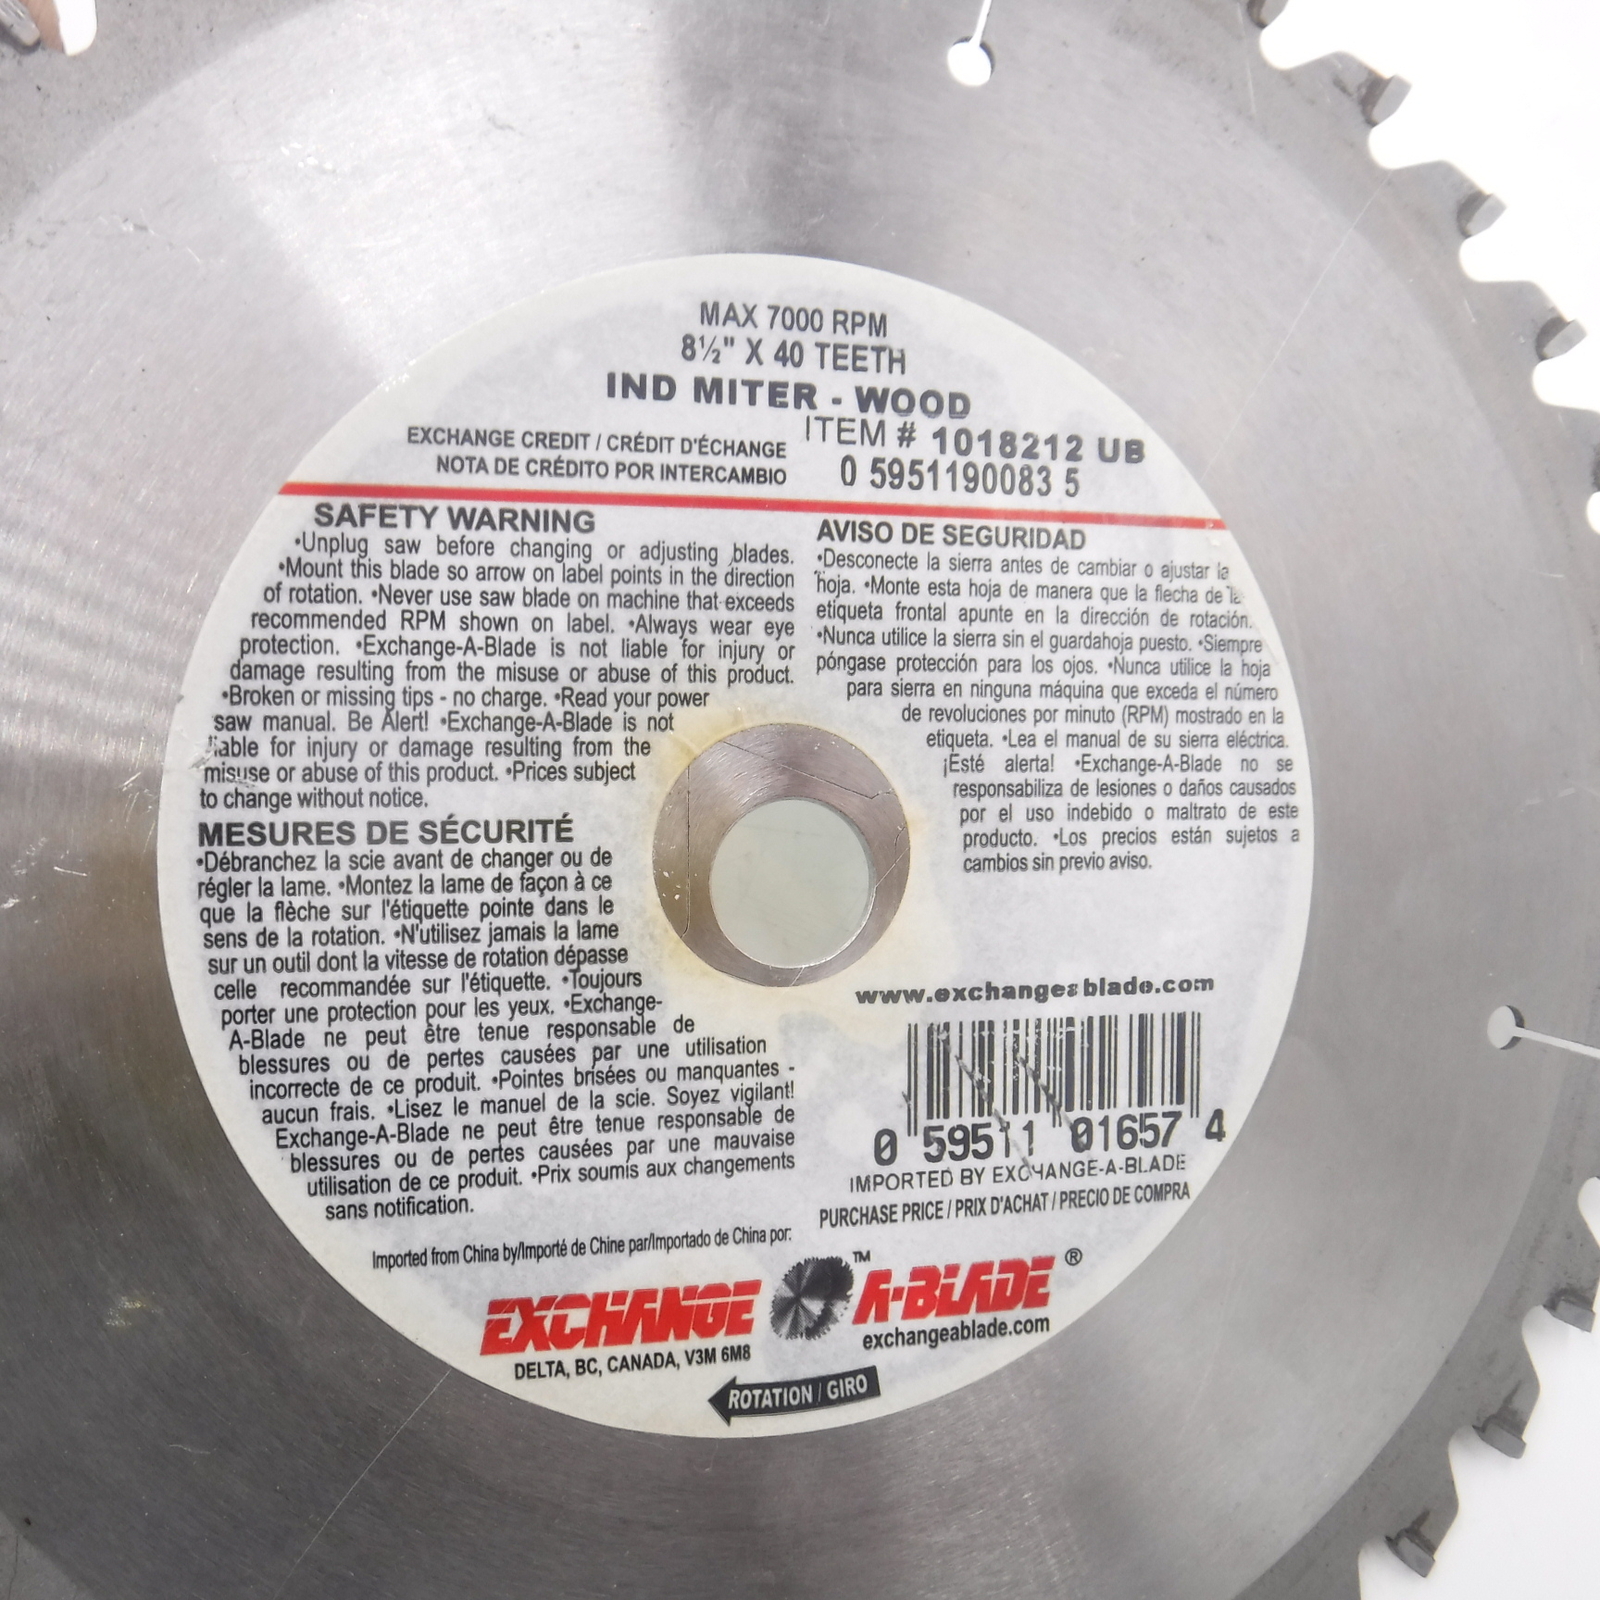 MAX 7000 RPM
8½" X 40 TEETH
IND MITER - WOOD
EXCHANGE CREDIT / CRÉDIT D'ÉCHANGE
NOTA DE CRÉDITO POR INTERCAMBIO
ITEM # 1018212 UB
0 5951190083 5
SAFETY WARNING
•Unplug saw before changing or adjusting blades.
•Mount this blade so arrow on label points in the direction
of rotation. •Never use saw blade on machine that exceeds
recommended RPM shown on label. •Always wear eye
protection. •Exchange-A-Blade is not liable for injury or
damage resulting from the misuse or abuse of this product.
•Broken or missing tips - no charge. •Read your power
saw manual. Be Alert! •Exchange-A-Blade is not
liable for injury or damage resulting from the
misuse or abuse of this product. •Prices subject
to change without notice.
MESURES DE SÉCURITÉ
•Débranchez la scie avant de changer ou de
régler la lame. •Montez la lame de façon à ce
que la flèche sur l'étiquette pointe dans le
sens de la rotation. •N'utilisez jamais la lame
sur un outil dont la vitesse de rotation dépasse
celle recommandée sur l'étiquette. •Toujours
porter une protection pour les yeux. •Exchange-
A-Blade ne peut être tenue responsable de
blessures ou de pertes causées par une utilisation
incorrecte de ce produit. •Pointes brisées ou manquantes -
aucun frais. •Lisez le manuel de la scie. Soyez vigilant!
Exchange-A-Blade ne peut être tenue responsable de
blessures ou de pertes causées par une mauvaise
utilisation de ce produit. •Prix soumis aux changements
sans notification.
AVISO DE SEGURIDAD
•Desconecte la sierra antes de cambiar o ajustar la
hoja. •Monte esta hoja de manera que la flecha de la
etiqueta frontal apunte en la dirección de rotación.
•Nunca utilice la sierra sin el guardahoja puesto. •Siempre
póngase protección para los ojos. •Nunca utilice la hoja
para sierra en ninguna máquina que exceda el número
de revoluciones por minuto (RPM) mostrado en la
etiqueta. •Lea el manual de su sierra eléctrica.
¡Esté alerta! •Exchange-A-Blade no se
responsabiliza de lesiones o daños causados
por el uso indebido o maltrato de este
producto. •Los precios están sujetos a
cambios sin previo aviso.
www.exchangeablade.com
0 59511 01657 4
IMPORTED BY EXCHANGE-A-BLADE
PURCHASE PRICE / PRIX D'ACHAT / PRECIO DE COMPRA
Imported from China by/Importé de Chine par/Importado de China por:
EXCHANGE ™ A-BLADE ®
exchangeablade.com
DELTA, BC, CANADA, V3M 6M8
ROTATION / GIRO